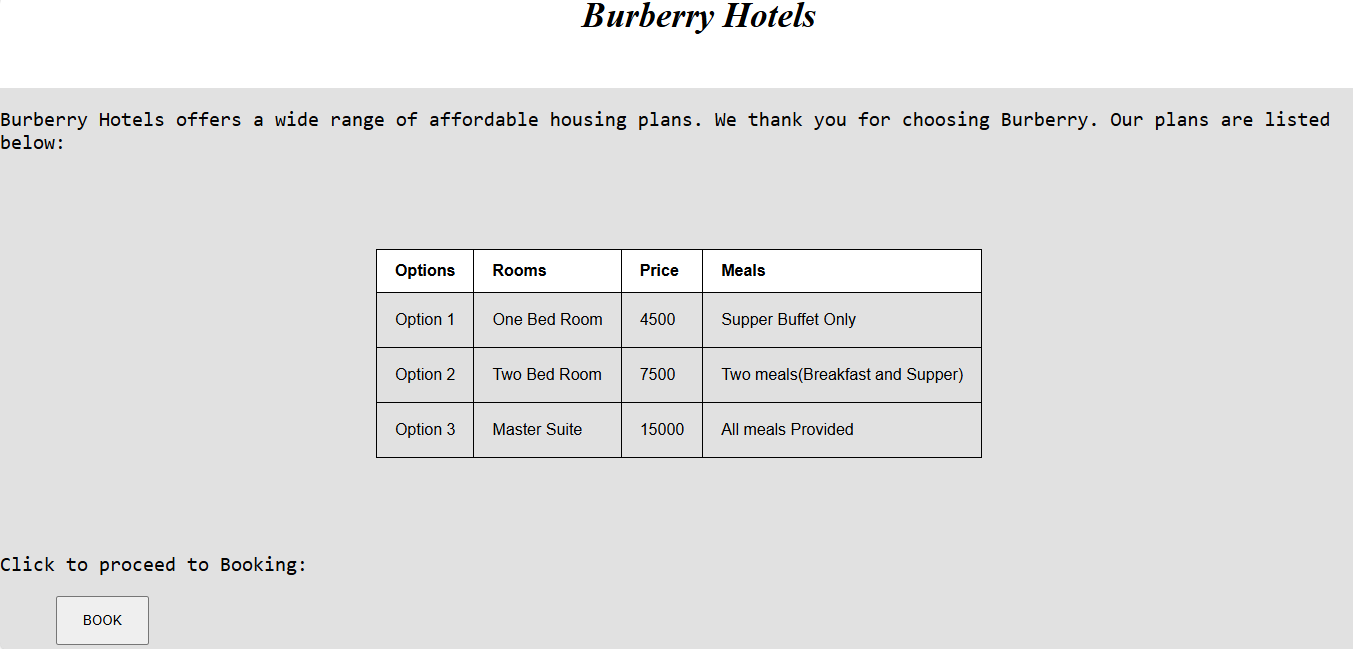 Burberry Hotels
Burberry Hotels offers a wide range of affordable housing plans. We thank you for choosing Burberry. Our plans are listed
below:
Options Rooms Price Meals
Option 1 One Bed Room 4500 Supper Buffet Only
Option 2 Two Bed Room 7500 Two meals(Breakfast and Supper)
Option 3 Master Suite 15000 All meals Provided
Click to proceed to Booking:
BOOK